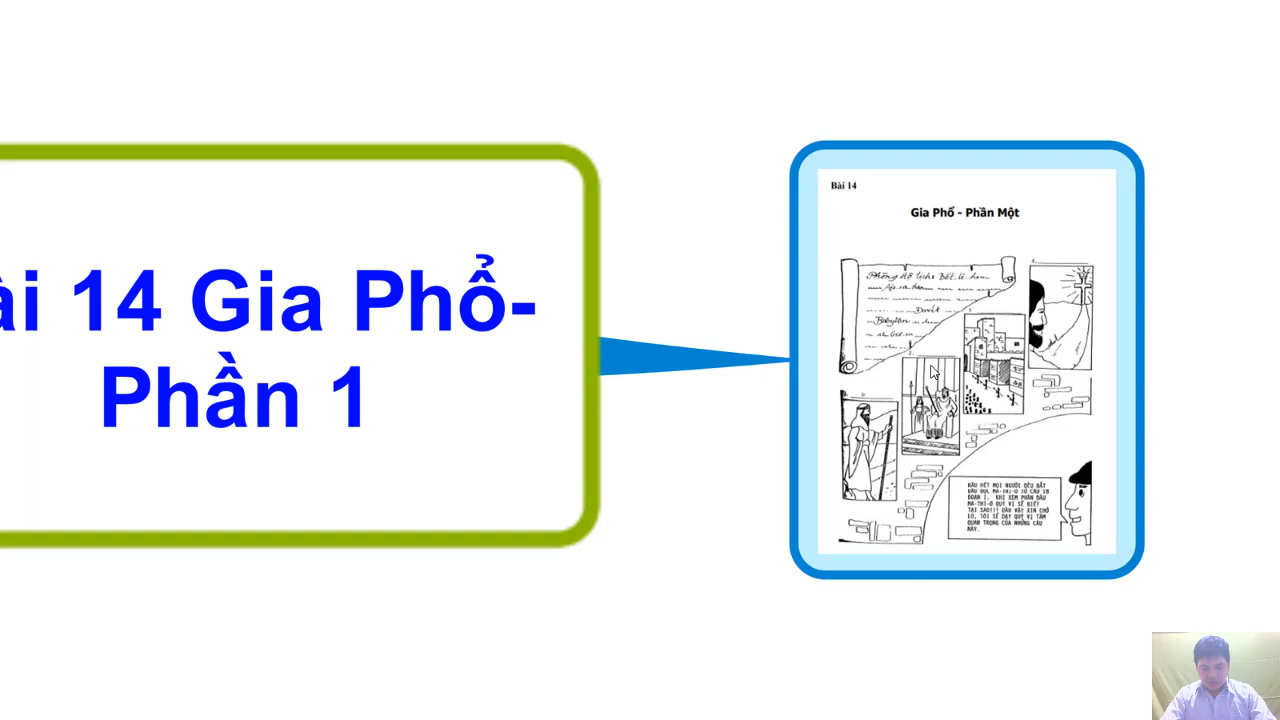 ài 14 Gia Phổ-
Phần 1
Bài 14
Gia Phổ - Phần Một
Đavít
Babylon
HẦU HẾT MỌI NGƯỜI ĐỀU BẮT
ĐẦU ĐỌC MA-THI-Ơ TỪ CÂU 18
ĐOẠN 1. KHI XEM PHẦN ĐẦU
MA-THI-Ơ QUÝ VỊ SẼ BIẾT
TẠI SAO!!! DẦU VẬY XIN CHỚ
LO, TÔI SẼ DẠY QUÝ VỊ TẦM
QUAN TRỌNG CỦA NHỮNG CÂU
NÀY.